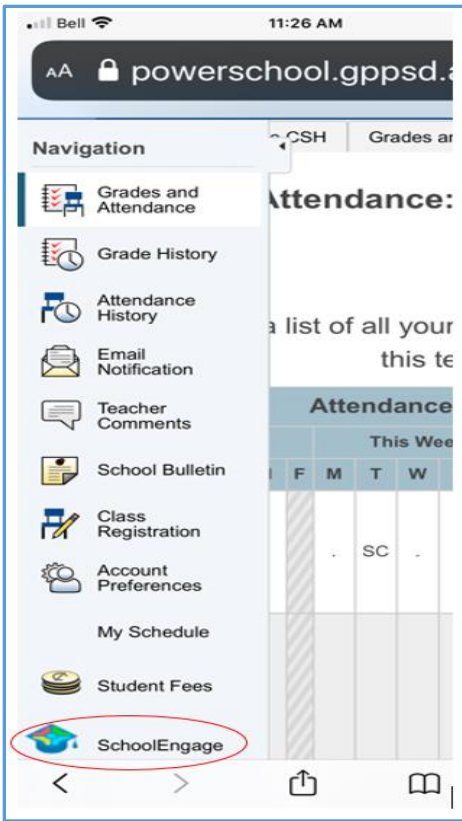 Bell
11:26 AM
AA powerschool.gppsd.a
Navigation
CSH
Grades ar
Grades and
Attendance
Attendance:
Grade History
Attendance
History
a list of all your
this te
Email
Notification
Teacher
Comments
Attendance
This Wee
F M T W
School Bulletin
Class
Registration
. SC .
Account
Preferences
My Schedule
Student Fees
SchoolEngage